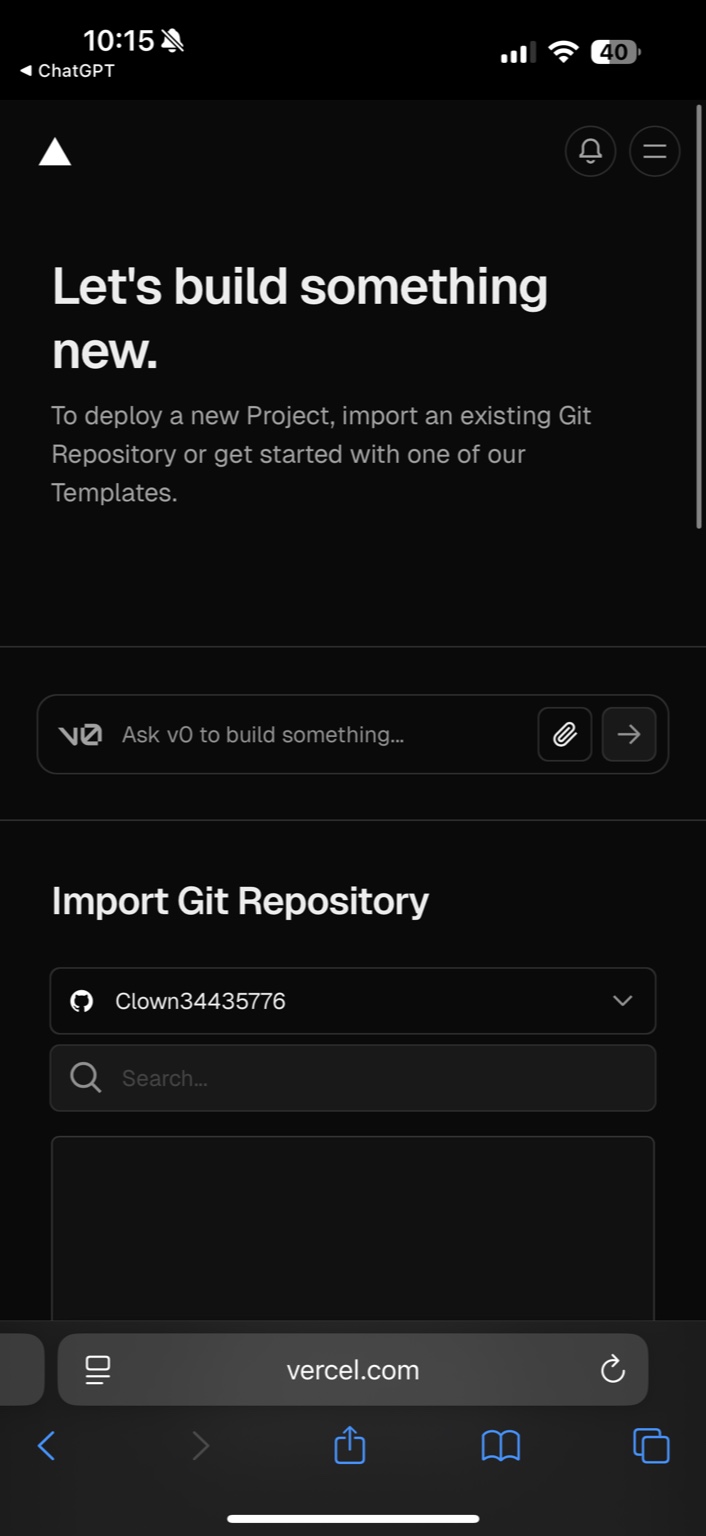 10:15
40
◀ ChatGPT
Let's build something
new.
To deploy a new Project, import an existing Git
Repository or get started with one of our
Templates.
v0 Ask v0 to build something...
Import Git Repository
Clown34435776
Search...
vercel.com